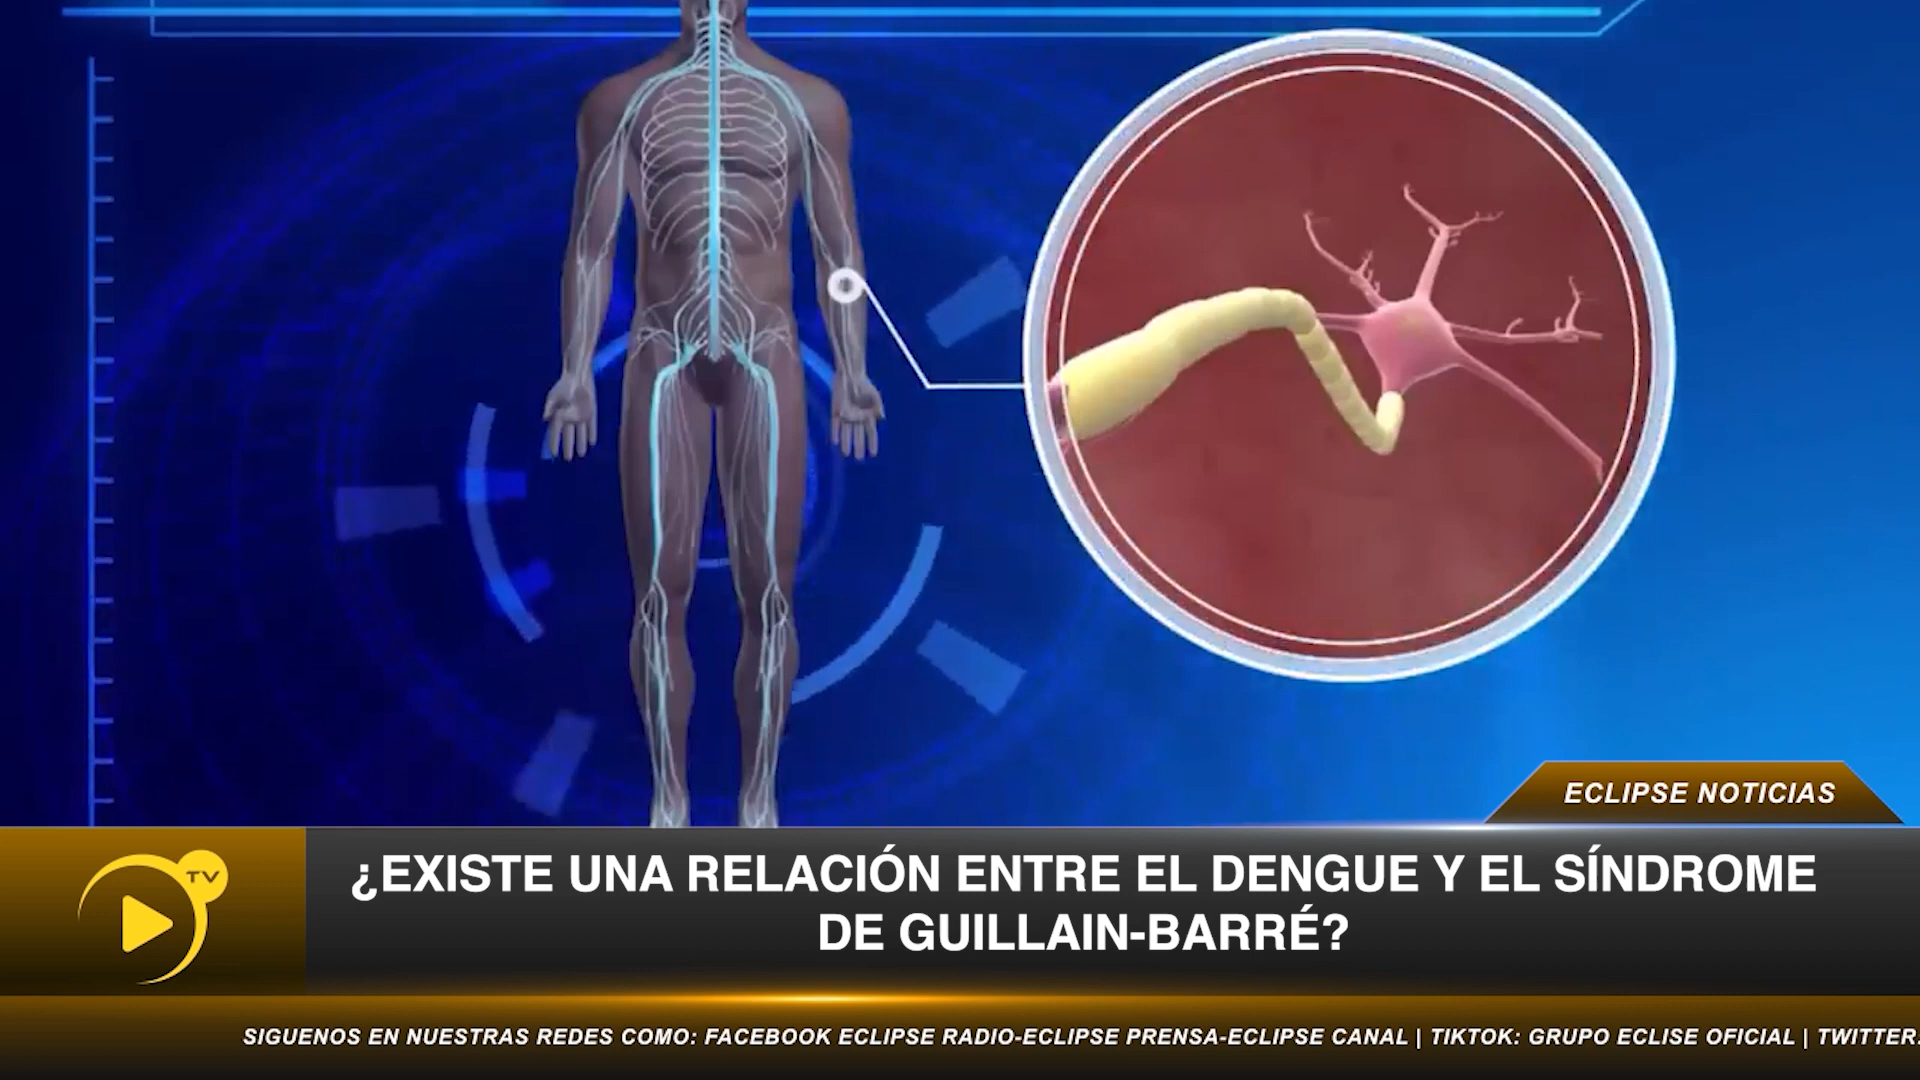 ECLIPSE NOTICIAS
TV
¿EXISTE UNA RELACIÓN ENTRE EL DENGUE Y EL SÍNDROME
DE GUILLAIN-BARRÉ?
SIGUENOS EN NUESTRAS REDES COMO: FACEBOOK ECLIPSE RADIO-ECLIPSE PRENSA-ECLIPSE CANAL | TIKTOK: GRUPO ECLISE OFICIAL | TWITTER: